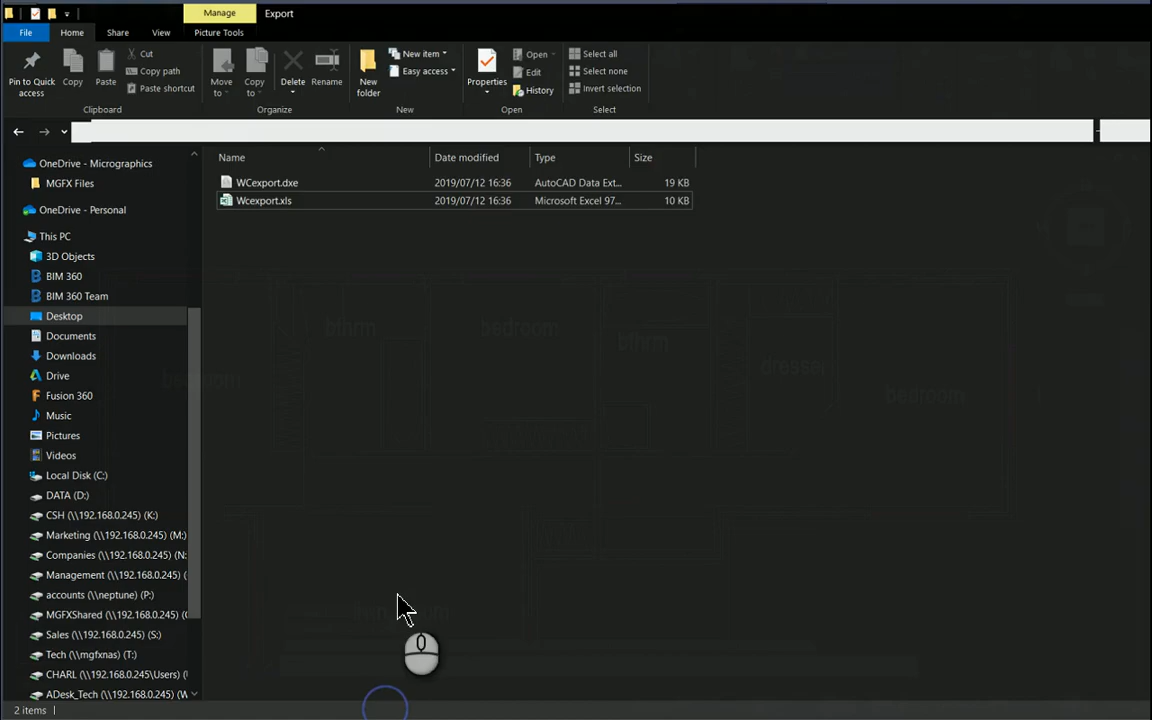 Manage
Export
File
Home
Share
View
Picture Tools
Pin to Quick
access
Copy
Paste
Cut
Copy path
Paste shortcut
Clipboard
Move
to
Copy
to
Delete
Rename
Organize
New
folder
New item
Easy access
New
Properties
Open
Edit
History
Open
Select all
Select none
Invert selection
Select
Name
Date modified
Type
Size
WCexport.dxe
2019/07/12 16:36
AutoCAD Data Ext...
19 KB
Wcexport.xls
2019/07/12 16:36
Microsoft Excel 97...
10 KB
OneDrive - Micrographics
MGFX Files
OneDrive - Personal
This PC
3D Objects
BIM 360
BIM 360 Team
Desktop
Documents
Downloads
Drive
Fusion 360
Music
Pictures
Videos
Local Disk (C:)
DATA (D:)
CSH (\\192.168.0.245) (K:)
Marketing (\\192.168.0.245) (M:)
Companies (\\192.168.0.245) (N:
Management (\\192.168.0.245) (
accounts (\\neptune) (P:)
MGFXShared (\\192.168.0.245) (
Sales (\\192.168.0.245) (S:)
Tech (\\mgfxnas) (T:)
CHARL (\\192.168.0.245\Users) (
ADesk_Tech (\\192.168.0.245) (W
bedroom
bthrm
bedroom
bthrm
dresser
bedroom
2 items